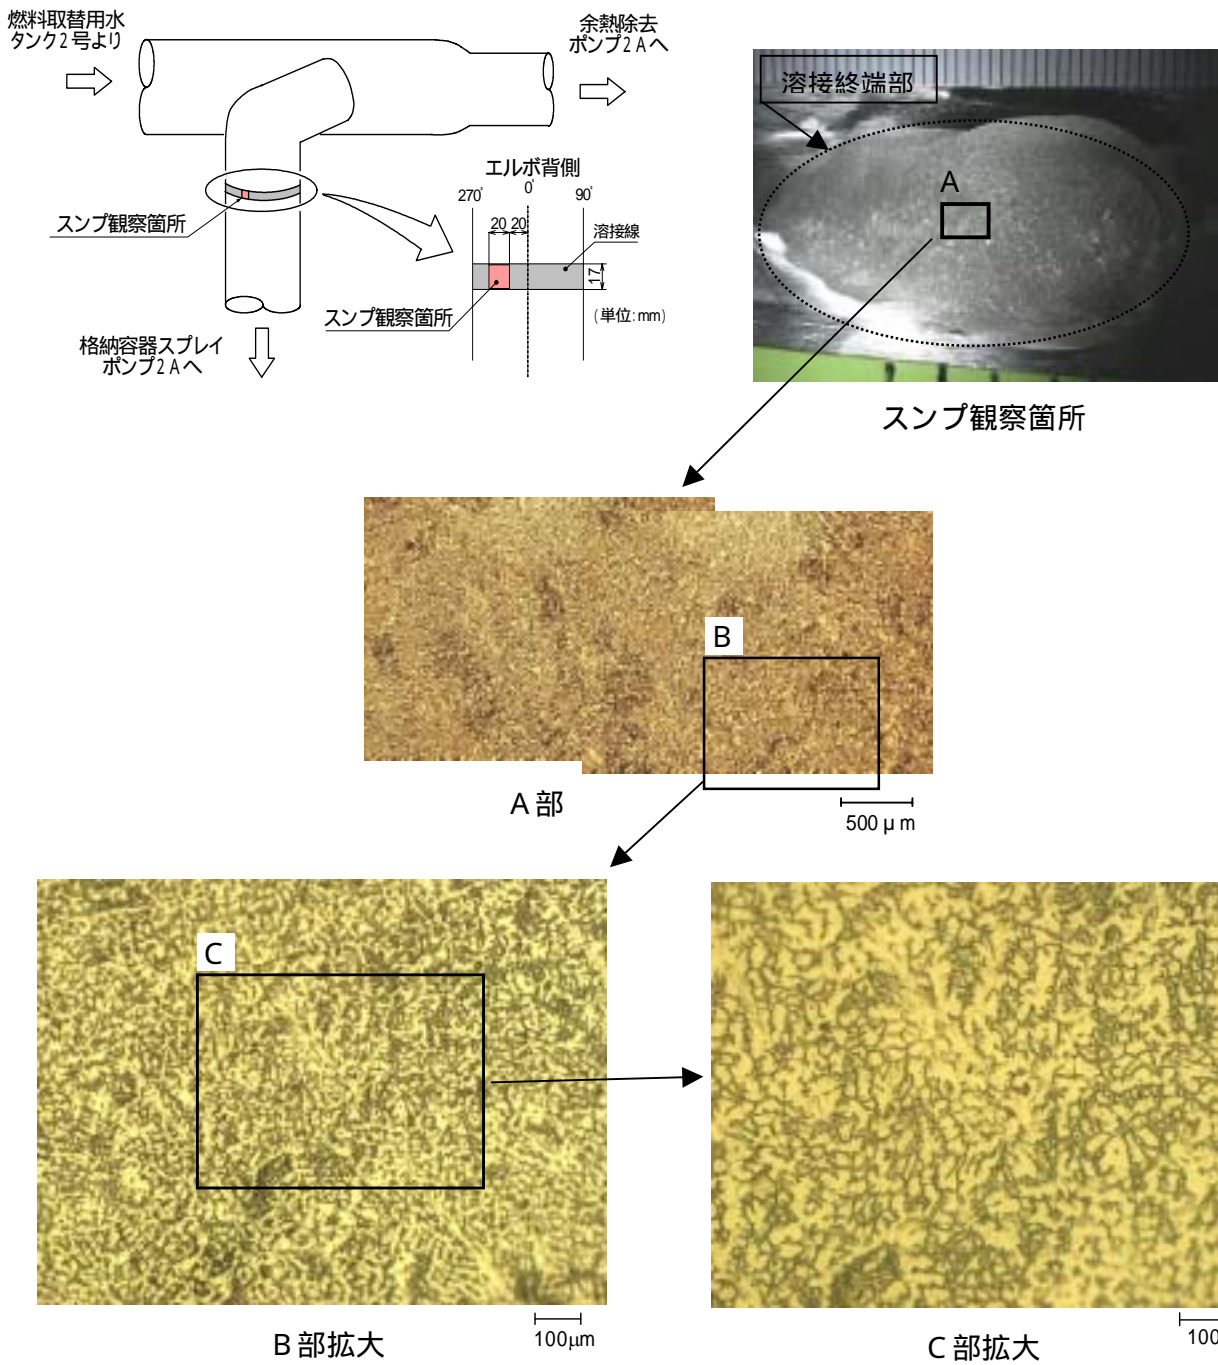 燃料取替用水
タンク2号より
余熱除去
ポンプ2Aへ
溶接終端部
A
エルボ背側
270°
0°
90°
20
20
溶接線
17
スンプ観察箇所
スンプ観察箇所
(単位:mm)
格納容器スプレイ
ポンプ2Aへ
スンプ観察箇所
B
A部
500μm
C
100μm
B部拡大
100
C部拡大